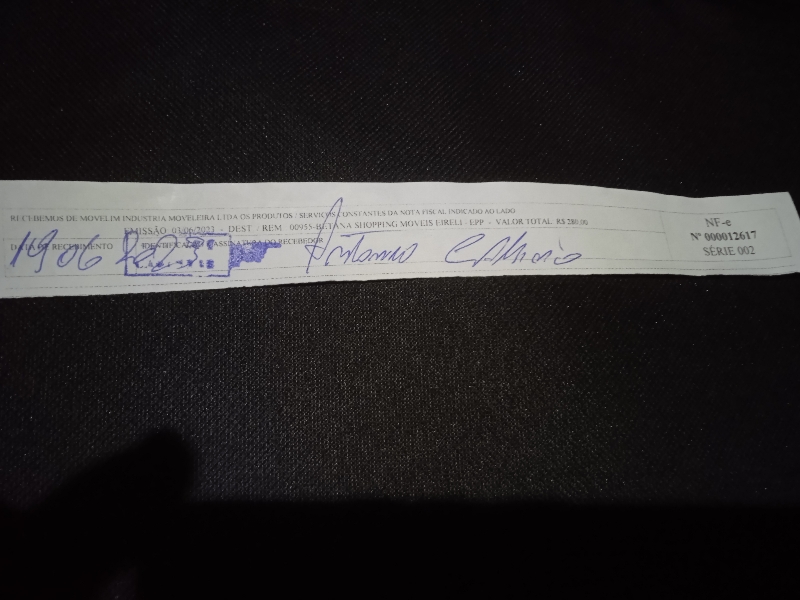 RECEBEMOS DE MOVELIM INDUSTRIA MOVELEIRA LTDA OS PRODUTOS / SERVIÇOS CONSTANTES DA NOTA FISCAL INDICADO AO LADO
EMISSÃO 03/06/2023 - DEST / REM 00955-BETANA SHOPPING MOVEIS EIRELI - EPP - VALOR TOTAL R$ 280,00
DATA DE RECEBIMENTO IDENTIFICAÇÃO E ASSINATURA DO RECEBEDOR
19 06 Antonio
NF-e
Nº 000012617
SÉRIE 002